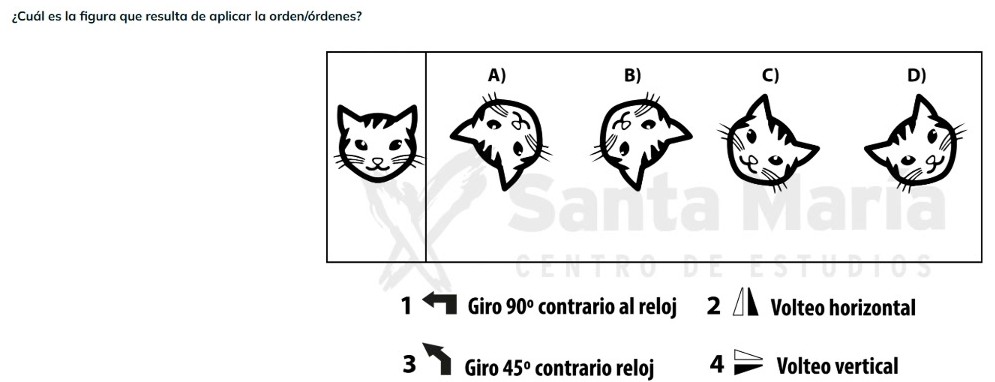 ¿Cuál es la figura que resulta de aplicar la orden/órdenes?
A) B) C) D)
Santa María
CENTRO DE ESTUDIOS
1 Giro 90º contrario al reloj 2 Volteo horizontal
3 Giro 45º contrario reloj 4 Volteo vertical